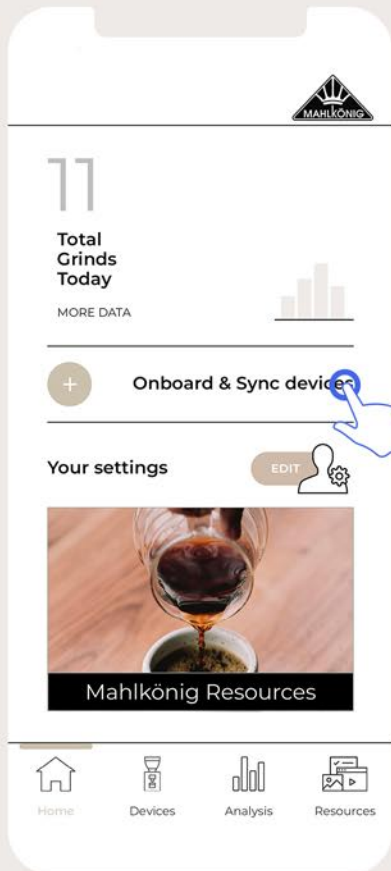 MAHLKÖNIG
11
Total
Grinds
Today
MORE DATA
+ Onboard & Sync devices
Your settings EDIT
Mahlkönig Resources
Home Devices Analysis Resources